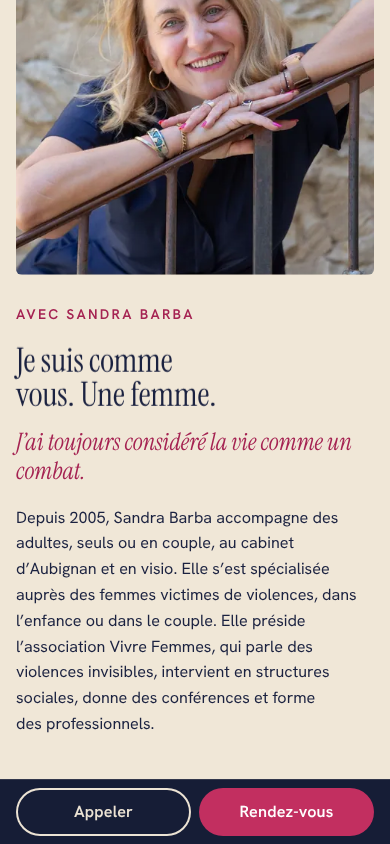 AVEC SANDRA BARBA
Je suis comme
vous. Une femme.
J’ai toujours considéré la vie comme un
combat.
Depuis 2005, Sandra Barba accompagne des
adultes, seuls ou en couple, au cabinet
d’Aubignan et en visio. Elle s’est spécialisée
auprès des femmes victimes de violences, dans
l’enfance ou dans le couple. Elle préside
l’association Vivre Femmes, qui parle des
violences invisibles, intervient en structures
sociales, donne des conférences et forme
des professionnels.
Appeler
Rendez-vous